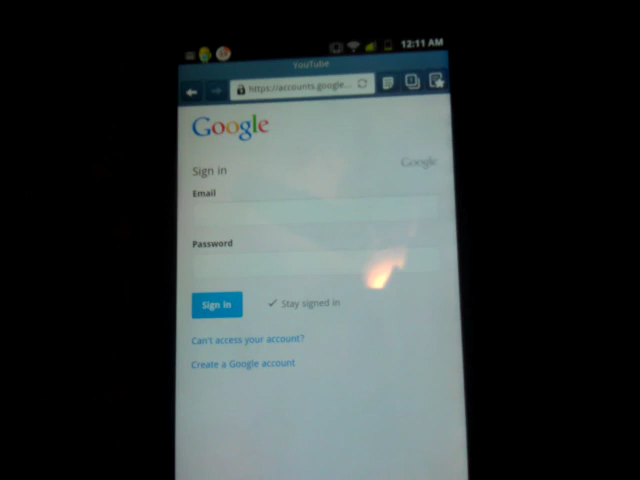 12:11 AM
YouTube
https://accounts.google...
Google
Sign in
Google
Email
Password
Sign in
Stay signed in
Can't access your account?
Create a Google account